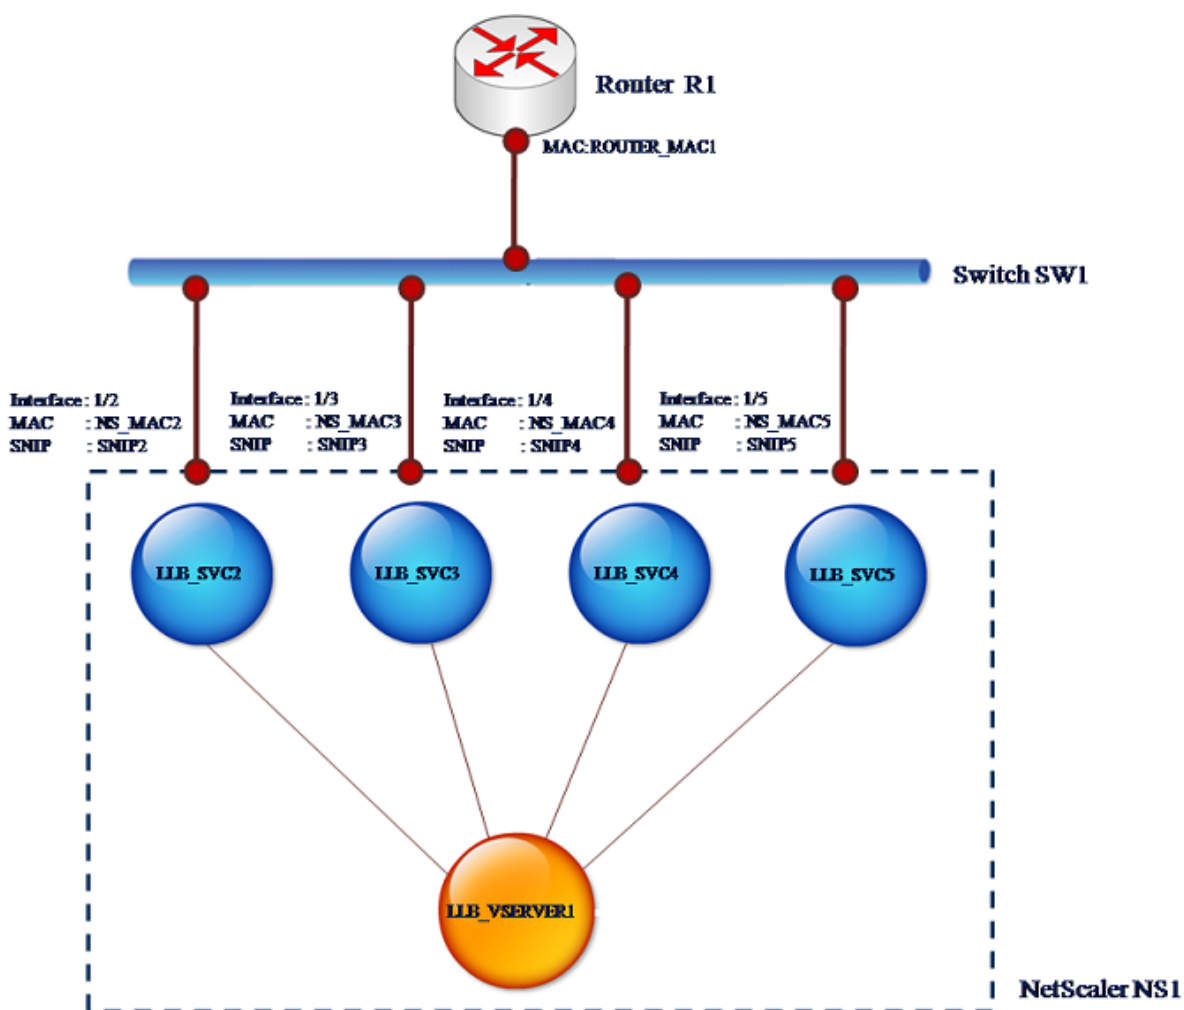 Router R1
MAC:ROUTER_MAC1
Switch SW1
Interface : 1/2
MAC : NS_MAC2
SNIP : SNIP2
Interface : 1/3
MAC : NS_MAC3
SNIP : SNIP3
Interface : 1/4
MAC : NS_MAC4
SNIP : SNIP4
Interface : 1/5
MAC : NS_MAC5
SNIP : SNIP5
LLB_SVC2
LLB_SVC3
LLB_SVC4
LLB_SVC5
LLB_VSERVER1
NetScaler NS1